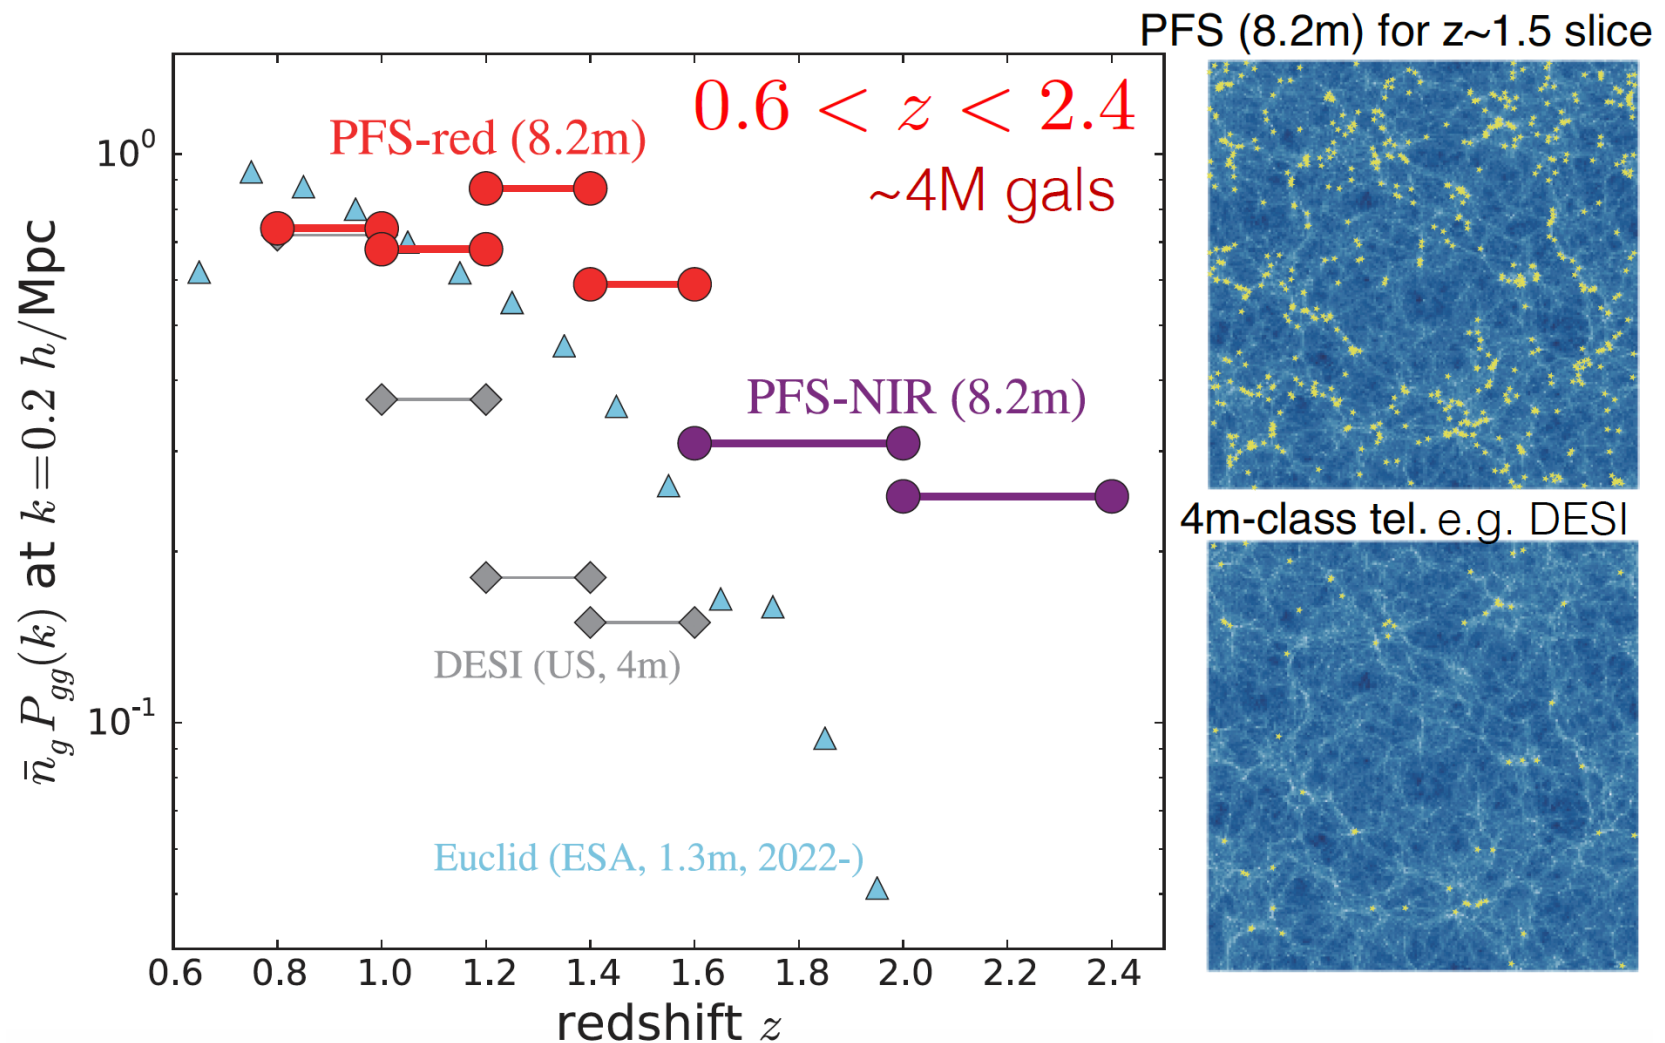 PFS (8.2m) for z~1.5 slice
0.6 < z < 2.4
PFS-red (8.2m)
~4M gals
10⁰
PFS-NIR (8.2m)
4m-class tel. e.g. DESI
DESI (US, 4m)
10⁻¹
Euclid (ESA, 1.3m, 2022-)
n̄_g P_gg(k) at k=0.2 h/Mpc
0.6 0.8 1.0 1.2 1.4 1.6 1.8 2.0 2.2 2.4
redshift z